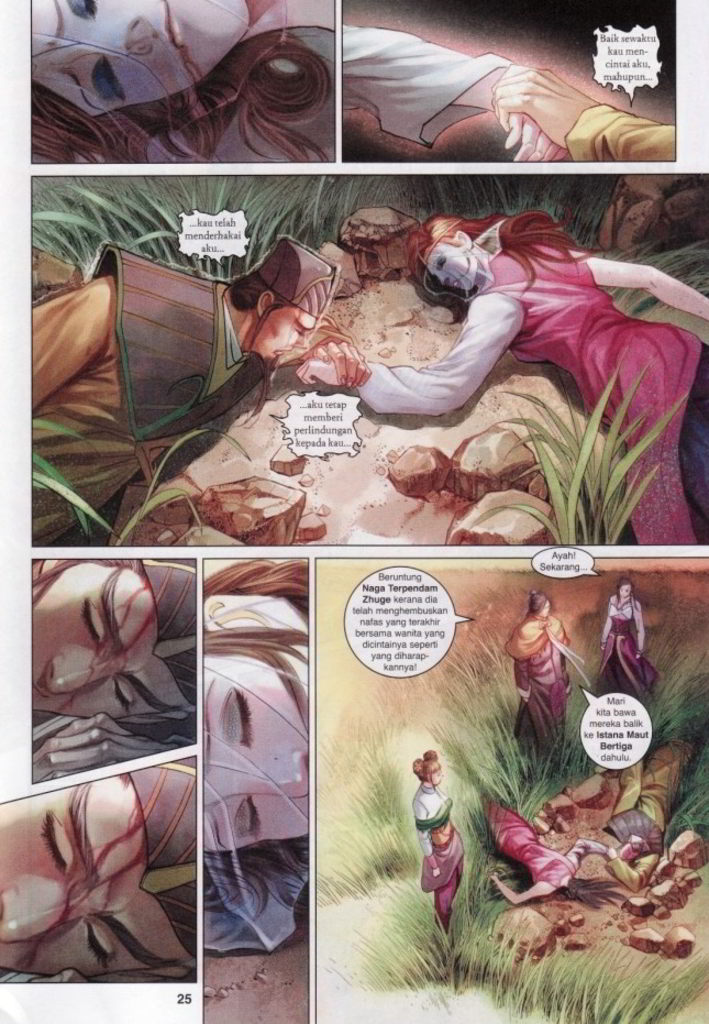 Baik sewaktu
kau men-
cintai aku,
mahupun...
...kau telah
menderhakai
aku...
...aku tetap
memberi
perlindungan
kepada kau...
Beruntung
Naga Terpendam
Zhuge kerana dia
telah menghembuskan
nafas yang terakhir
bersama wanita yang
dicintainya seperti
yang diharap-
kannya!
Ayah!
Sekarang...
Mari
kita bawa
mereka balik
ke Istana Maut
Bertiga
dahulu.
25